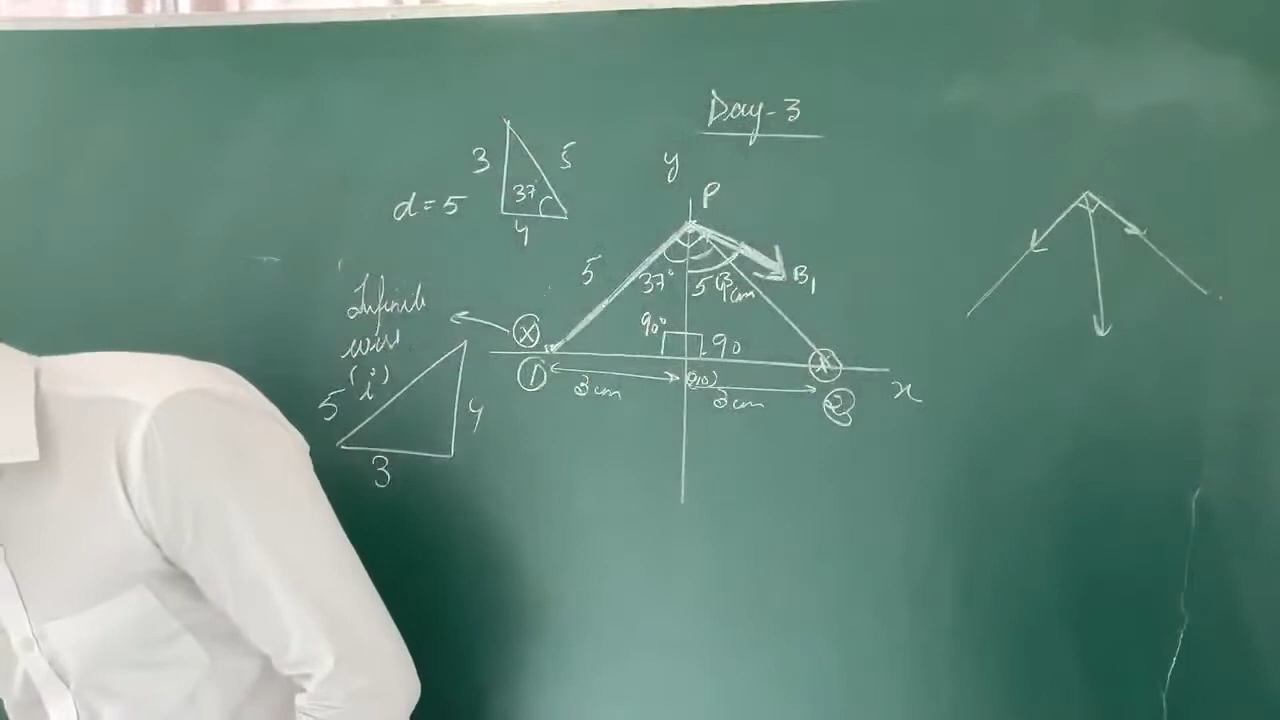 Day-3
3
5
37°
4
d = 5
y
P
5
37°
5
B₁
Infinite
wire
(i)
X
90°
90
1
3 cm
3 cm
2
x
5
4
3